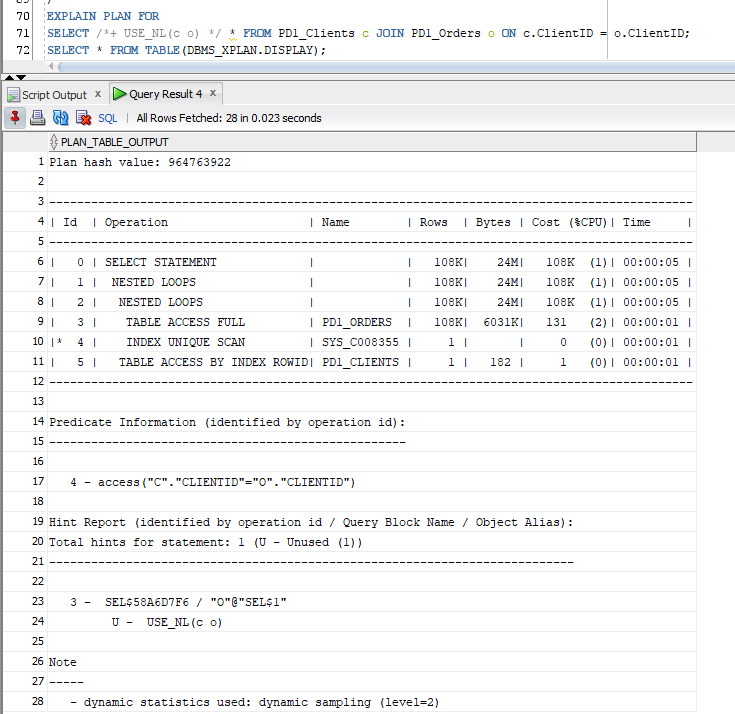 70 EXPLAIN PLAN FOR
71 SELECT /*+ USE_NL(c o) */ * FROM PD1_Clients c JOIN PD1_Orders o ON c.ClientID = o.ClientID;
72 SELECT * FROM TABLE(DBMS_XPLAN.DISPLAY);
Script Output x Query Result 4 x
SQL | All Rows Fetched: 28 in 0.023 seconds
PLAN_TABLE_OUTPUT
1 Plan hash value: 964763922
2
3 --------------------------------------------------------------------------------------------
4 | Id | Operation | Name | Rows | Bytes | Cost (%CPU)| Time |
5 --------------------------------------------------------------------------------------------
6 | 0 | SELECT STATEMENT | | 108K| 24M| 108K (1)| 00:00:05 |
7 | 1 | NESTED LOOPS | | 108K| 24M| 108K (1)| 00:00:05 |
8 | 2 | NESTED LOOPS | | 108K| 24M| 108K (1)| 00:00:05 |
9 | 3 | TABLE ACCESS FULL | PD1_ORDERS | 108K| 6031K| 131 (2)| 00:00:01 |
10 |* 4 | INDEX UNIQUE SCAN | SYS_C008355 | 1 | | 0 (0)| 00:00:01 |
11 | 5 | TABLE ACCESS BY INDEX ROWID| PD1_CLIENTS | 1 | 182 | 1 (0)| 00:00:01 |
12 --------------------------------------------------------------------------------------------
13
14 Predicate Information (identified by operation id):
15 ---------------------------------------------------
16
17 4 - access("C"."CLIENTID"="O"."CLIENTID")
18
19 Hint Report (identified by operation id / Query Block Name / Object Alias):
20 Total hints for statement: 1 (U - Unused (1))
21 ---------------------------------------------------------------------------
22
23 3 - SEL$58A6D7F6 / "O"@"SEL$1"
24 U - USE_NL(c o)
25
26 Note
27 -----
28 - dynamic statistics used: dynamic sampling (level=2)